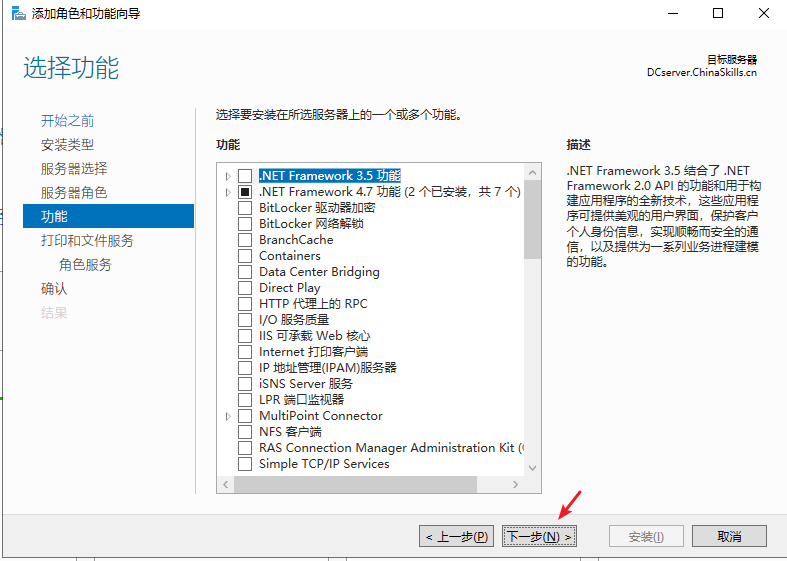 添加角色和功能向导
选择功能
目标服务器
DCserver.ChinaSkills.cn
开始之前
安装类型
服务器选择
服务器角色
功能
打印和文件服务
角色服务
确认
结果
选择要安装在所选服务器上的一个或多个功能。
功能
.NET Framework 3.5 功能
.NET Framework 4.7 功能 (2 个已安装，共 7 个)
BitLocker 驱动器加密
BitLocker 网络解锁
BranchCache
Containers
Data Center Bridging
Direct Play
HTTP 代理上的 RPC
I/O 服务质量
IIS 可承载 Web 核心
Internet 打印客户端
IP 地址管理(IPAM)服务器
iSNS Server 服务
LPR 端口监视器
MultiPoint Connector
NFS 客户端
RAS Connection Manager Administration Kit (
Simple TCP/IP Services
描述
.NET Framework 3.5 结合了 .NET
Framework 2.0 API 的功能和用于构
建应用程序的全新技术，这些应用程
序可提供美观的用户界面，保护客户
个人身份信息，实现顺畅而安全的通
信，以及提供为一系列业务进程建模
的功能。
< 上一步(P)
下一步(N) >
安装(I)
取消